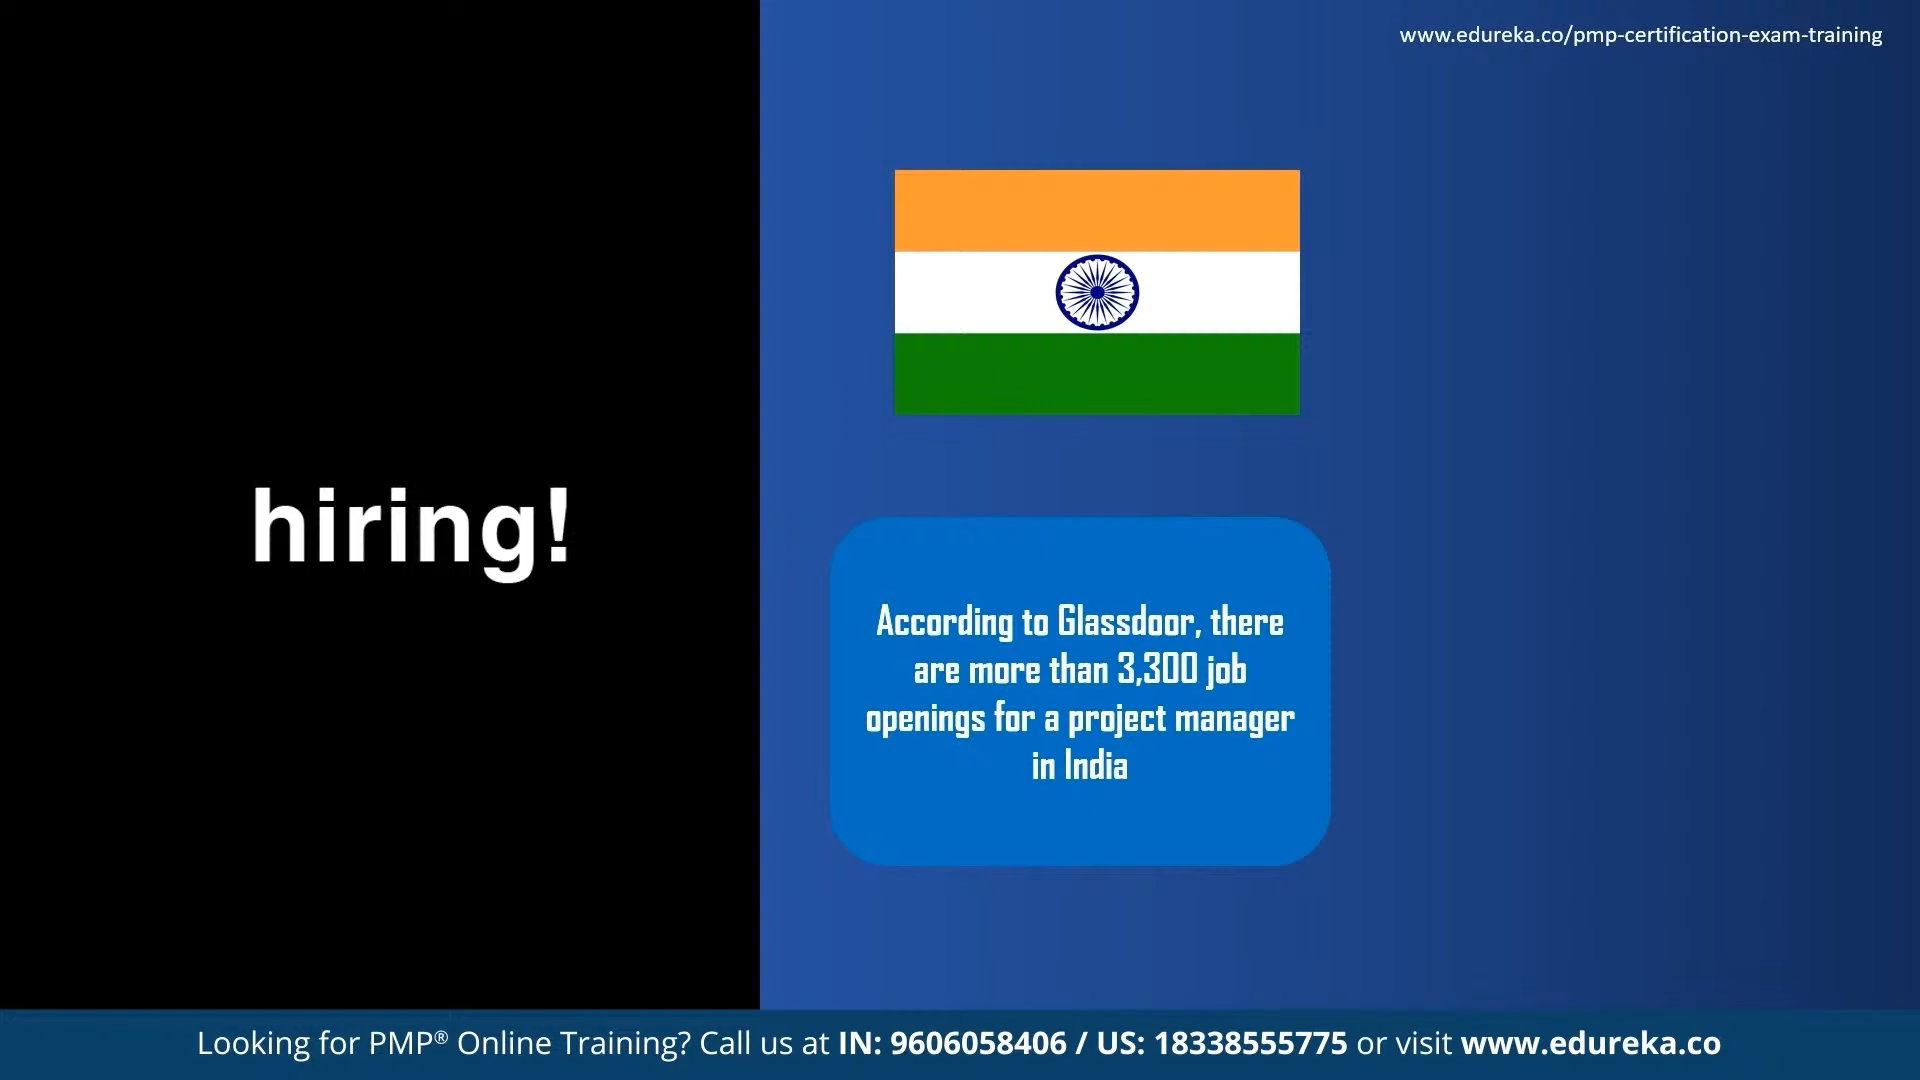 www.edureka.co/pmp-certification-exam-training
hiring!
According to Glassdoor, there
are more than 3,300 job
openings for a project manager
in India
Looking for PMP® Online Training? Call us at IN: 9606058406 / US: 18338555775 or visit www.edureka.co